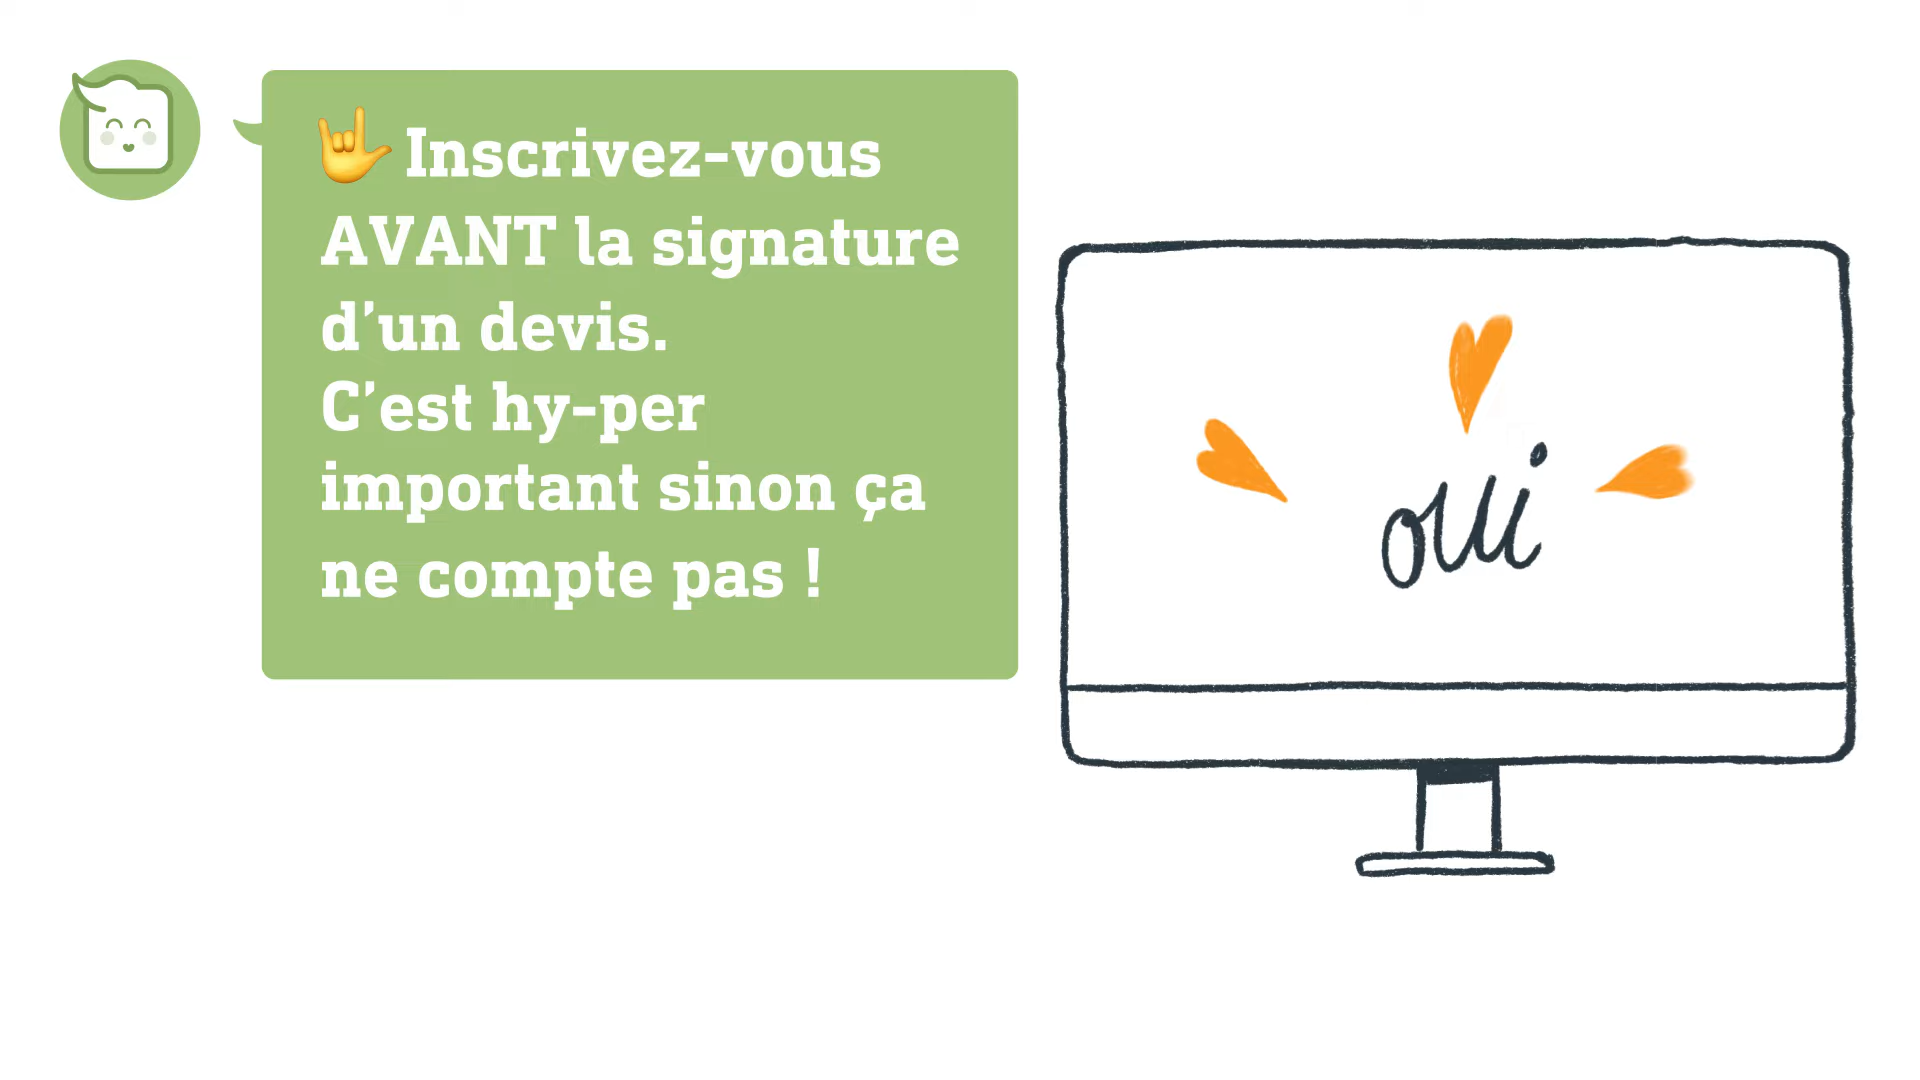 🤟 Inscrivez-vous
AVANT la signature
d’un devis.
C’est hy-per
important sinon ça
ne compte pas !
oui